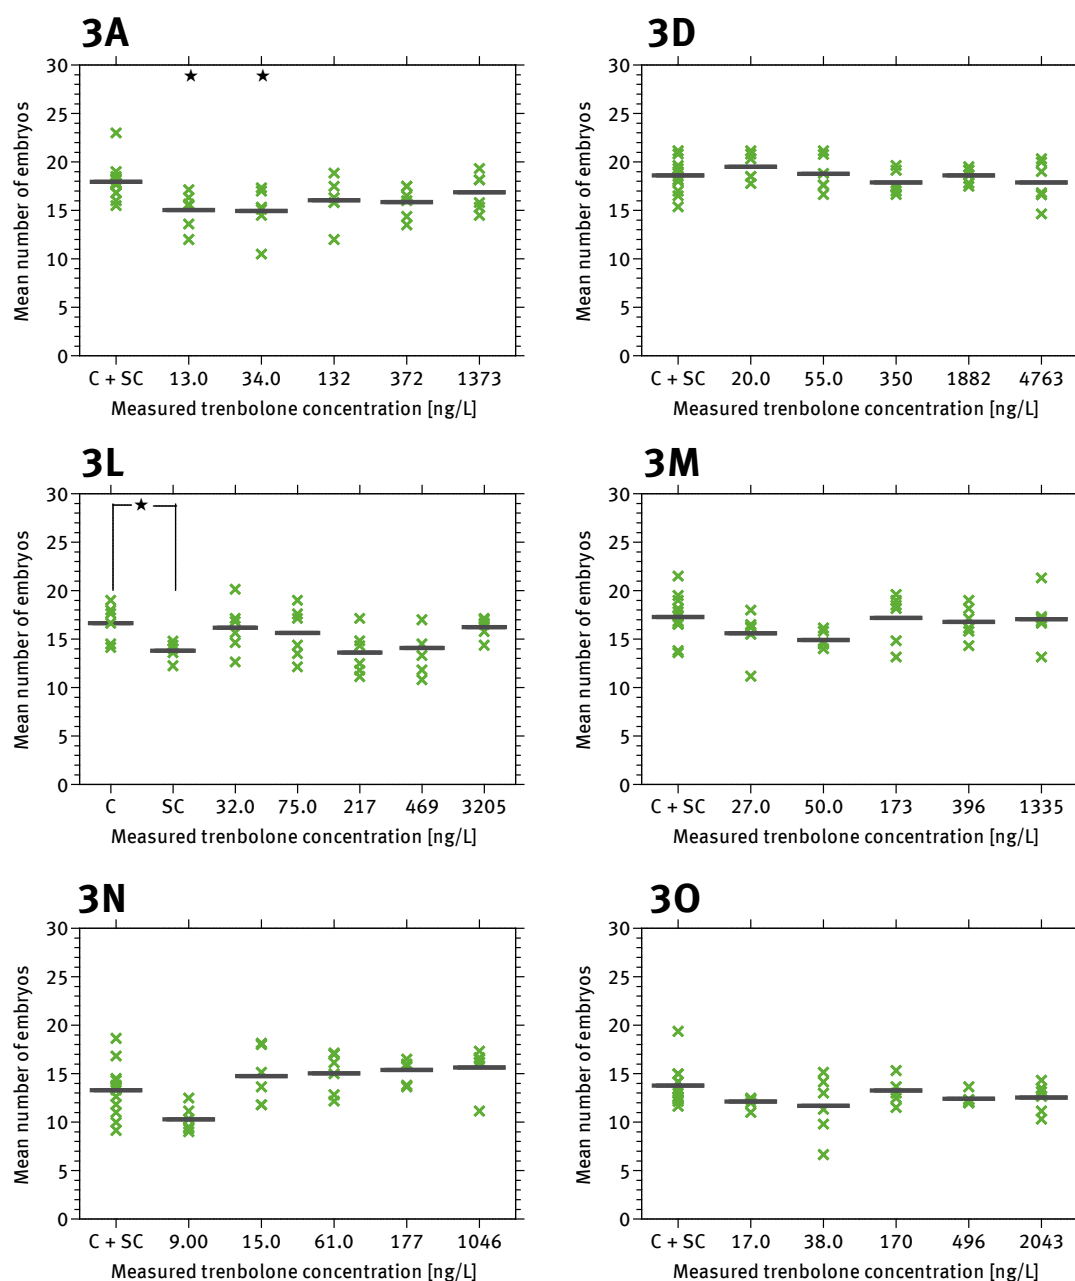 3A
30
25
20
15
10
5
0
Mean number of embryos
★ ★
C + SC 13.0 34.0 132 372 1373
Measured trenbolone concentration [ng/L]
3D
30
25
20
15
10
5
0
Mean number of embryos
C + SC 20.0 55.0 350 1882 4763
Measured trenbolone concentration [ng/L]
3L
30
25
20
15
10
5
0
Mean number of embryos
★
C SC 32.0 75.0 217 469 3205
Measured trenbolone concentration [ng/L]
3M
30
25
20
15
10
5
0
Mean number of embryos
C + SC 27.0 50.0 173 396 1335
Measured trenbolone concentration [ng/L]
3N
30
25
20
15
10
5
0
Mean number of embryos
C + SC 9.00 15.0 61.0 177 1046
Measured trenbolone concentration [ng/L]
3O
30
25
20
15
10
5
0
Mean number of embryos
C + SC 17.0 38.0 170 496 2043
Measured trenbolone concentration [ng/L]